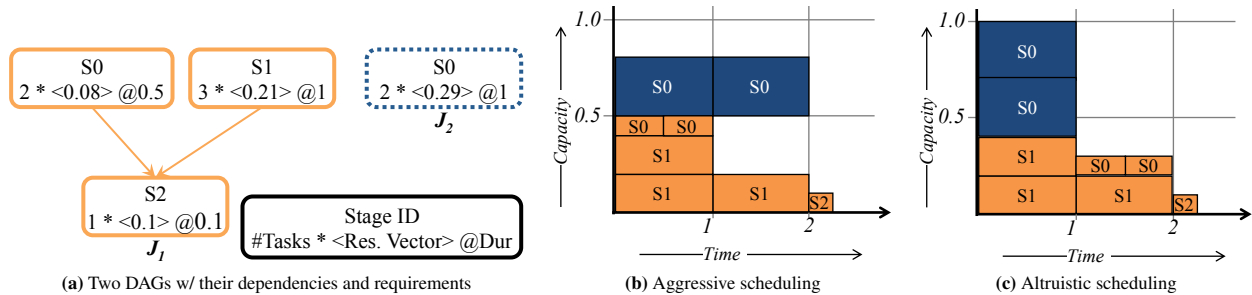 S0
2 * <0.08> @0.5
S1
3 * <0.21> @1
S0
2 * <0.29> @1
J2
S2
1 * <0.1> @0.1
J1
Stage ID
#Tasks * <Res. Vector> @Dur
(a) Two DAGs w/ their dependencies and requirements
1.0
0.5
Capacity
S0
S0
S0
S0
S1
S1
S1
S2
1
2
Time
(b) Aggressive scheduling
1.0
0.5
Capacity
S0
S0
S1
S0
S0
S1
S1
S2
1
2
Time
(c) Altruistic scheduling